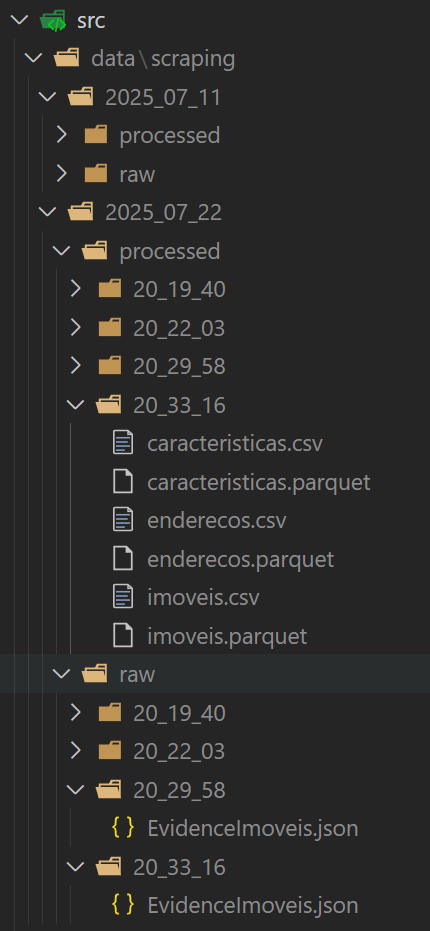 src
data\scraping
2025_07_11
processed
raw
2025_07_22
processed
20_19_40
20_22_03
20_29_58
20_33_16
caracteristicas.csv
caracteristicas.parquet
enderecos.csv
enderecos.parquet
imoveis.csv
imoveis.parquet
raw
20_19_40
20_22_03
20_29_58
{} EvidenceImoveis.json
20_33_16
{} EvidenceImoveis.json